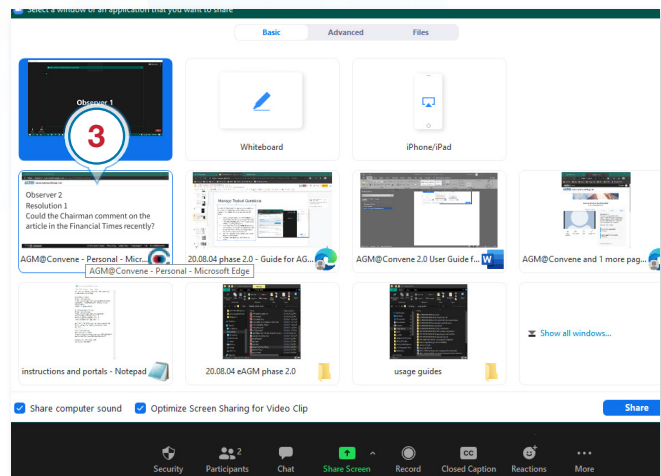 Select a window or an application that you want to share
Basic Advanced Files
Observer 1
3
Whiteboard
iPhone/iPad
Observer 2
Resolution 1
Could the Chairman comment on the
article in the Financial Times recently?
AGM@Convene - Personal - Micr...
20.08.04 phase 2.0 - Guide for AG...
AGM@Convene 2.0 User Guide f...
AGM@Convene and 1 more pag...
AGM@Convene - Personal - Microsoft Edge
Manage Typed Questions
instructions and portals - Notepad
20.08.04 eAGM phase 2.0
usage guides
Show all windows...
Share computer sound
Optimize Screen Sharing for Video Clip
Share
2
CC
Security Participants Chat Share Screen Record Closed Caption Reactions More